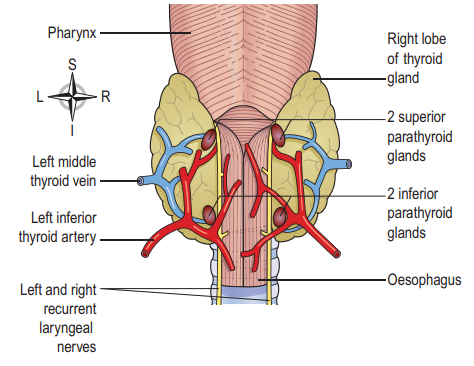 Pharynx
S
L
R
I
Left middle
thyroid vein
Left inferior
thyroid artery
Left and right
recurrent
laryngeal
nerves
Right lobe
of thyroid
gland
2 superior
parathyroid
glands
2 inferior
parathyroid
glands
Oesophagus